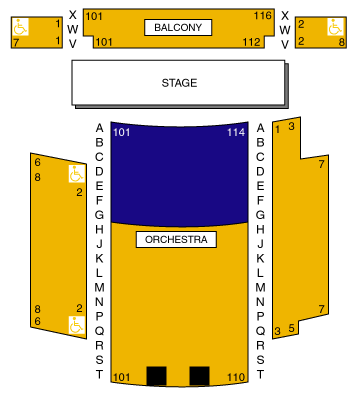 X 101 116 X
1 BALCONY 2
W W
7 1 V 101 112 V 2 8
STAGE
A 101 114 A 1 3
B B
C C
6 7
8 D D
E E
2
F F
G G
H H
ORCHESTRA
J J
K K
L L
M M
N N
8 2 P P 7
6 Q Q 3 5
R R
S S
T 101 110 T